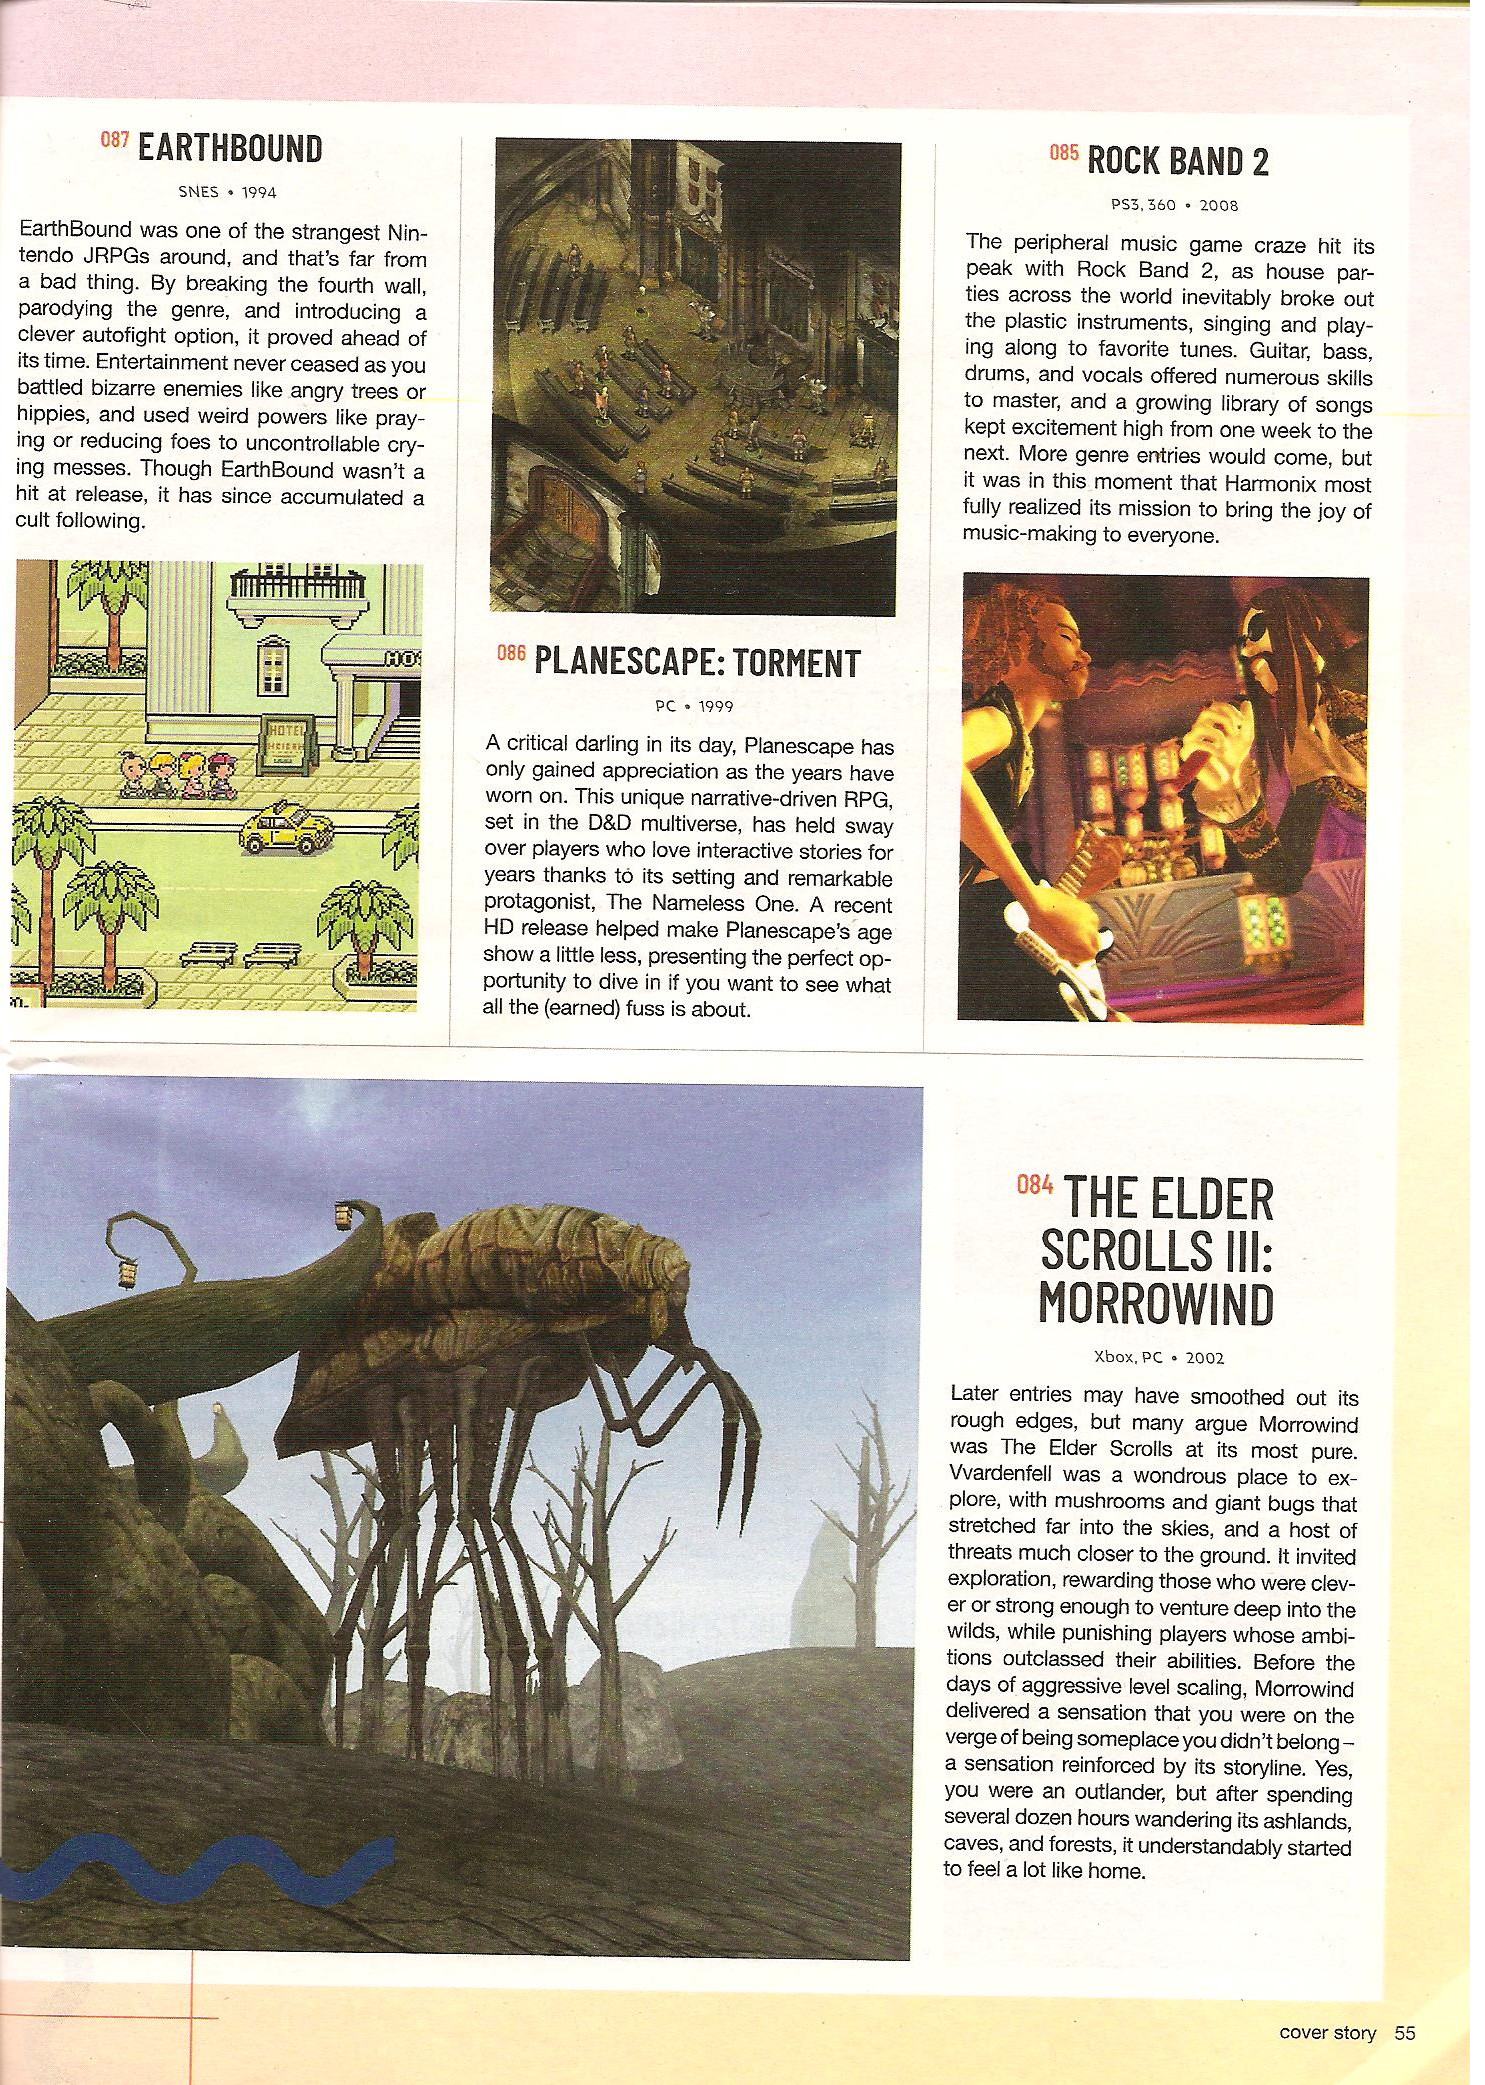 087 EARTHBOUND
SNES • 1994
EarthBound was one of the strangest Nin-
tendo JRPGs around, and that's far from
a bad thing. By breaking the fourth wall,
parodying the genre, and introducing a
clever autofight option, it proved ahead of
its time. Entertainment never ceased as you
battled bizarre enemies like angry trees or
hippies, and used weird powers like pray-
ing or reducing foes to uncontrollable cry-
ing messes. Though EarthBound wasn't a
hit at release, it has since accumulated a
cult following.
HO
HOTEL
086 PLANESCAPE: TORMENT
PC • 1999
A critical darling in its day, Planescape has
only gained appreciation as the years have
worn on. This unique narrative-driven RPG,
set in the D&D multiverse, has held sway
over players who love interactive stories for
years thanks to its setting and remarkable
protagonist, The Nameless One. A recent
HD release helped make Planescape's age
show a little less, presenting the perfect op-
portunity to dive in if you want to see what
all the (earned) fuss is about.
085 ROCK BAND 2
PS3, 360 • 2008
The peripheral music game craze hit its
peak with Rock Band 2, as house par-
ties across the world inevitably broke out
the plastic instruments, singing and play-
ing along to favorite tunes. Guitar, bass,
drums, and vocals offered numerous skills
to master, and a growing library of songs
kept excitement high from one week to the
next. More genre entries would come, but
it was in this moment that Harmonix most
fully realized its mission to bring the joy of
music-making to everyone.
084 THE ELDER
SCROLLS III:
MORROWIND
Xbox, PC • 2002
Later entries may have smoothed out its
rough edges, but many argue Morrowind
was The Elder Scrolls at its most pure.
Vvardenfell was a wondrous place to ex-
plore, with mushrooms and giant bugs that
stretched far into the skies, and a host of
threats much closer to the ground. It invited
exploration, rewarding those who were clev-
er or strong enough to venture deep into the
wilds, while punishing players whose ambi-
tions outclassed their abilities. Before the
days of aggressive level scaling, Morrowind
delivered a sensation that you were on the
verge of being someplace you didn't belong–
a sensation reinforced by its storyline. Yes,
you were an outlander, but after spending
several dozen hours wandering its ashlands,
caves, and forests, it understandably started
to feel a lot like home.
cover story 55